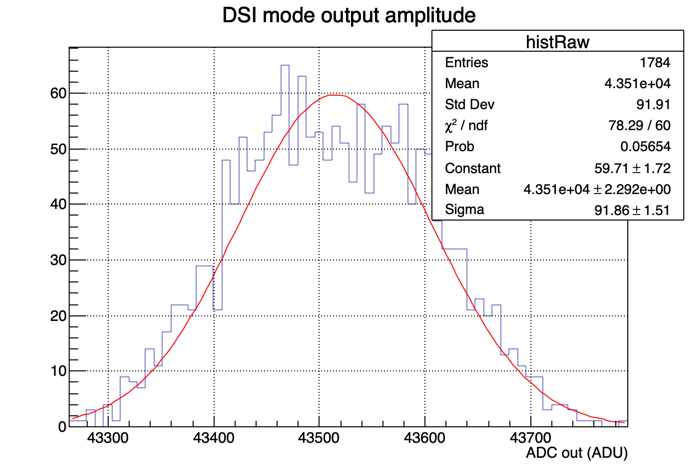 DSI mode output amplitude
histRaw
Entries 1784
Mean 4.351e+04
Std Dev 91.91
χ² / ndf 78.29 / 60
Prob 0.05654
Constant 59.71 ± 1.72
Mean 4.351e+04 ± 2.292e+00
Sigma 91.86 ± 1.51
60
50
40
30
20
10
0
43300 43400 43500 43600 43700
ADC out (ADU)